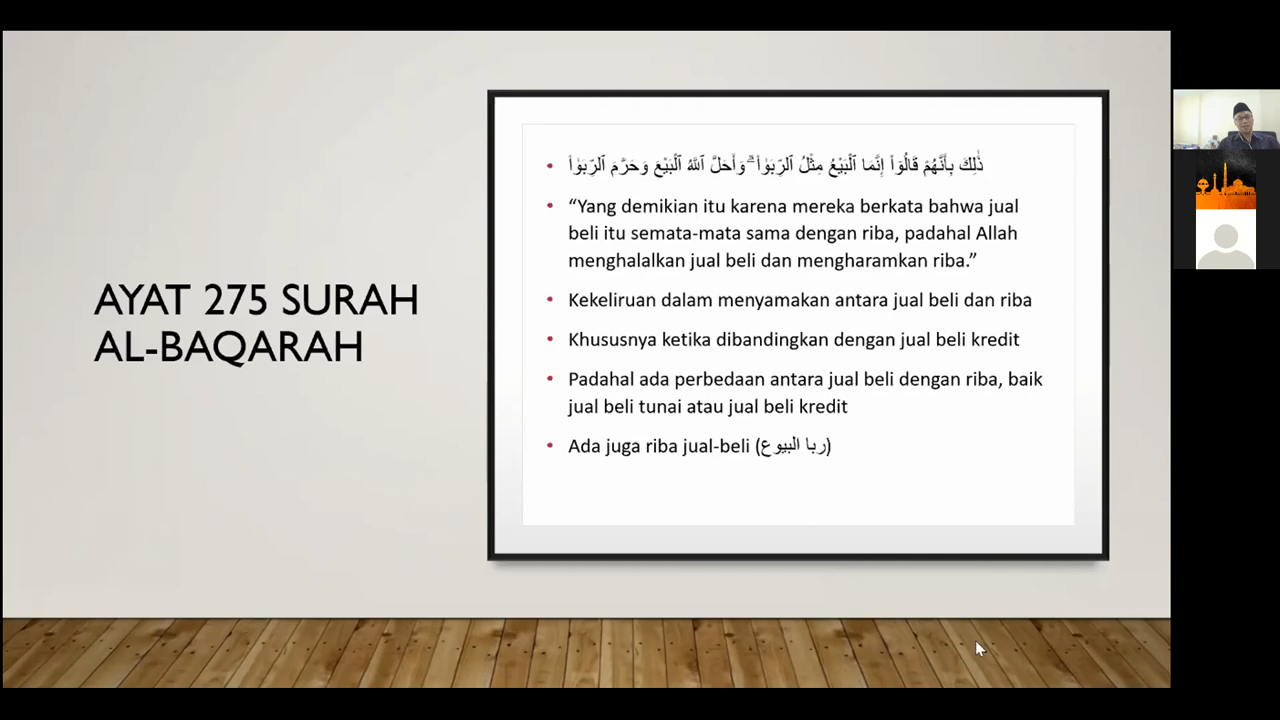 AYAT 275 SURAH
AL-BAQARAH
• ذَٰلِكَ بِأَنَّهُمْ قَالُوٓا۟ إِنَّمَا ٱلْبَيْعُ مِثْلُ ٱلرِّبَوٰا۟ ۗ وَأَحَلَّ ٱللَّهُ ٱلْبَيْعَ وَحَرَّمَ ٱلرِّبَوٰا۟
• “Yang demikian itu karena mereka berkata bahwa jual
beli itu semata-mata sama dengan riba, padahal Allah
menghalalkan jual beli dan mengharamkan riba.”
• Kekeliruan dalam menyamakan antara jual beli dan riba
• Khususnya ketika dibandingkan dengan jual beli kredit
• Padahal ada perbedaan antara jual beli dengan riba, baik
jual beli tunai atau jual beli kredit
• Ada juga riba jual-beli (ربا البيوع)